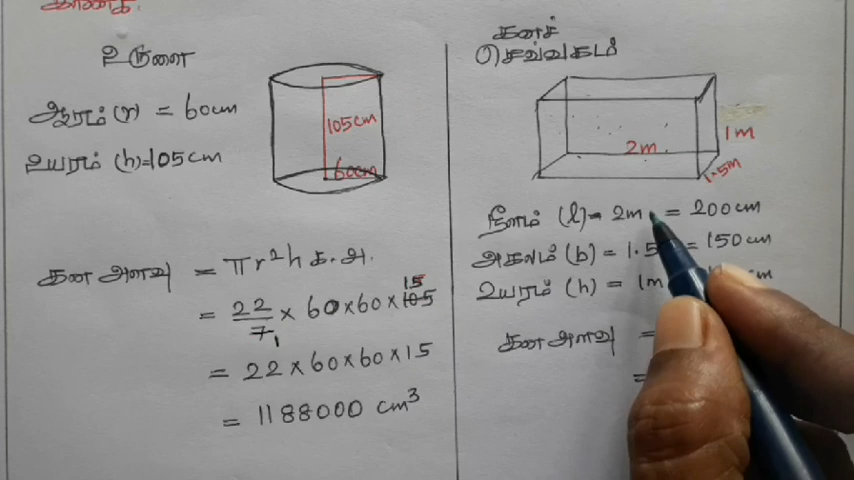 உருளை
ஆரம் (r) = 60cm
உயரம் (h)=105cm
105cm
60cm
கன அளவு = πr²h க.அ.
15
= 22/7 × 60×60×105
1
= 22×60×60×15
= 1188000 cm³
கனச்
செவ்வகம்
2m
1m
1.5m
நீளம் (l)= 2m = 200cm
அகலம் (b) = 1.5 = 150cm
உயரம் (h) = 1m
கன அளவு =
=